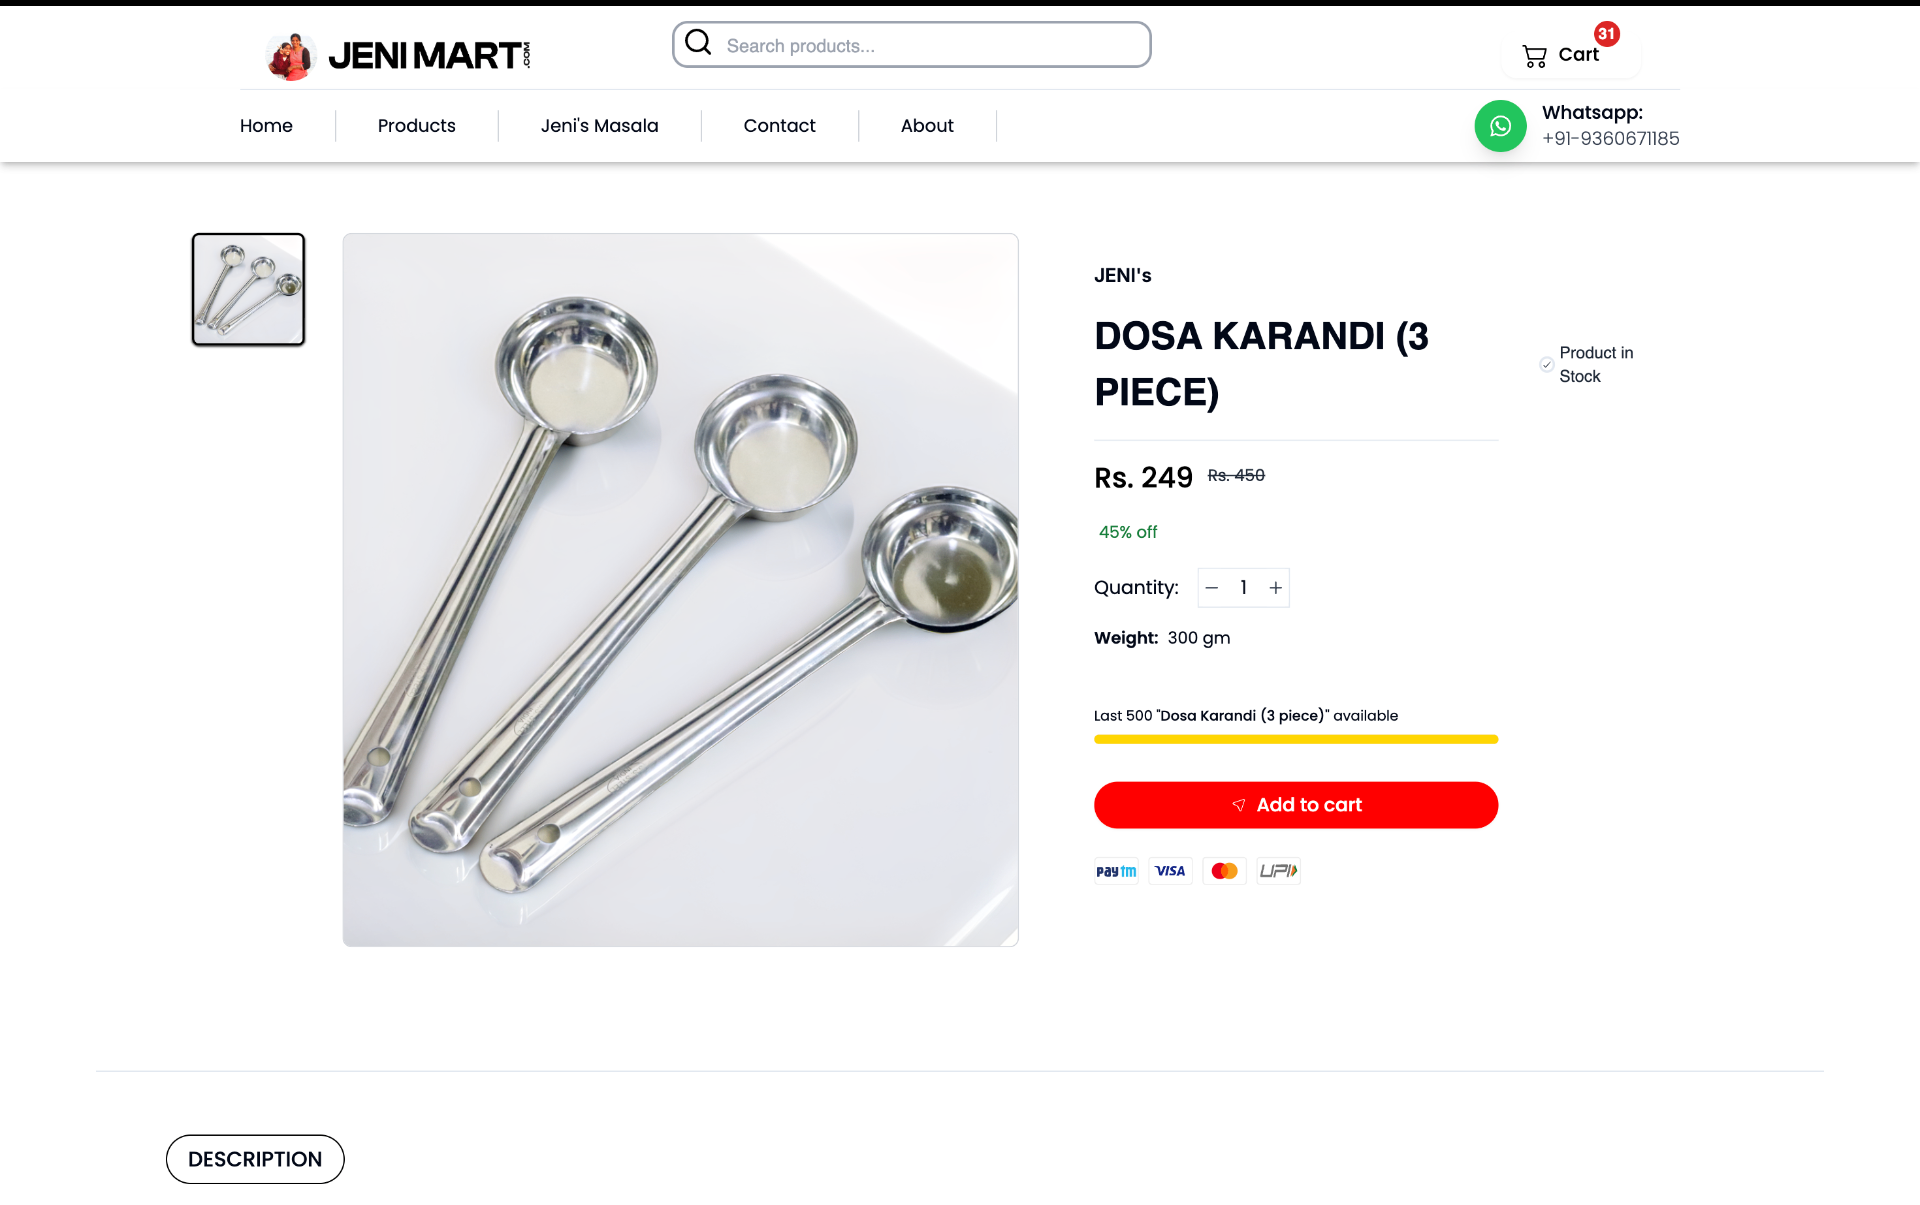 JENI MART .COM
Search products...
31
Cart
Home
Products
Jeni's Masala
Contact
About
Whatsapp:
+91-9360671185
JENI's
DOSA KARANDI (3
PIECE)
Product in
Stock
Rs. 249 Rs. 450
45% off
Quantity: − 1 +
Weight: 300 gm
Last 500 "Dosa Karandi (3 piece)" available
Add to cart
paytm VISA UPI
DESCRIPTION